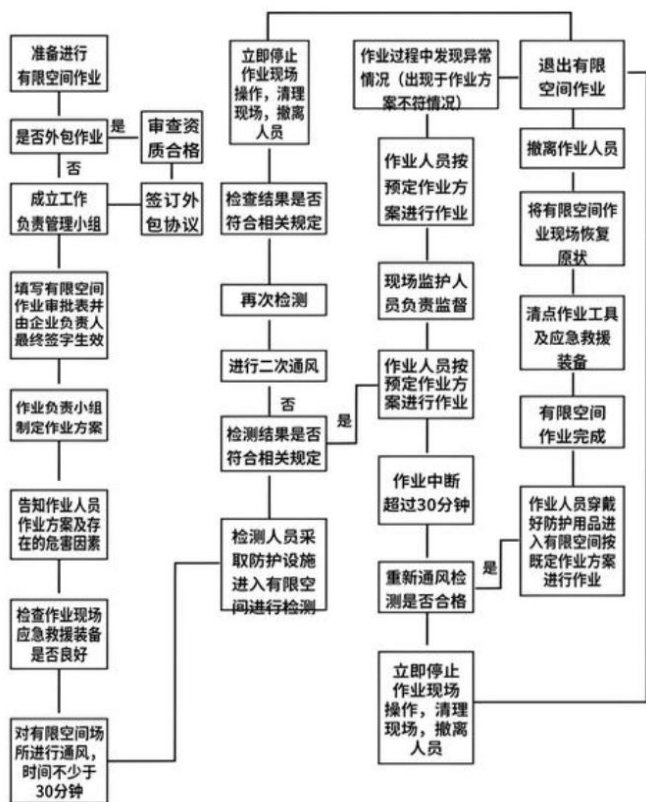 准备进行
有限空间作业
是否外包作业
是
审查资
质合格
否
签订外
包协议
成立工作
负责管理小组
填写有限空间
作业审批表并
由企业负责人
最终签字生效
作业负责小组
制定作业方案
告知作业人员
作业方案及存
在的危害因素
检查作业现场
应急救援装备
是否良好
对有限空间场
所进行通风，
时间不少于
30分钟
立即停止
作业现场
操作，清理
现场，撤离
人员
检查结果是否
符合相关规定
再次检测
进行二次通风
否
检测结果是否
符合相关规定
是
检测人员采
取防护设施
进入有限空
间进行检测
作业过程中发现异常
情况（出现于作业方
案不符情况）
作业人员按
预定作业方
案进行作业
现场监护人
员负责监督
作业人员按
预定作业方
案进行作业
作业中断
超过30分钟
重新通风检
测是否合格
是
立即停止
作业现场
操作，清理
现场，撤离
人员
退出有限
空间作业
撤离作业人员
将有限空间作
业现场恢复
原状
清点作业工具
及应急救援
装备
有限空间
作业完成
作业人员穿戴
好防护用品进
入有限空间按
既定作业方案
进行作业